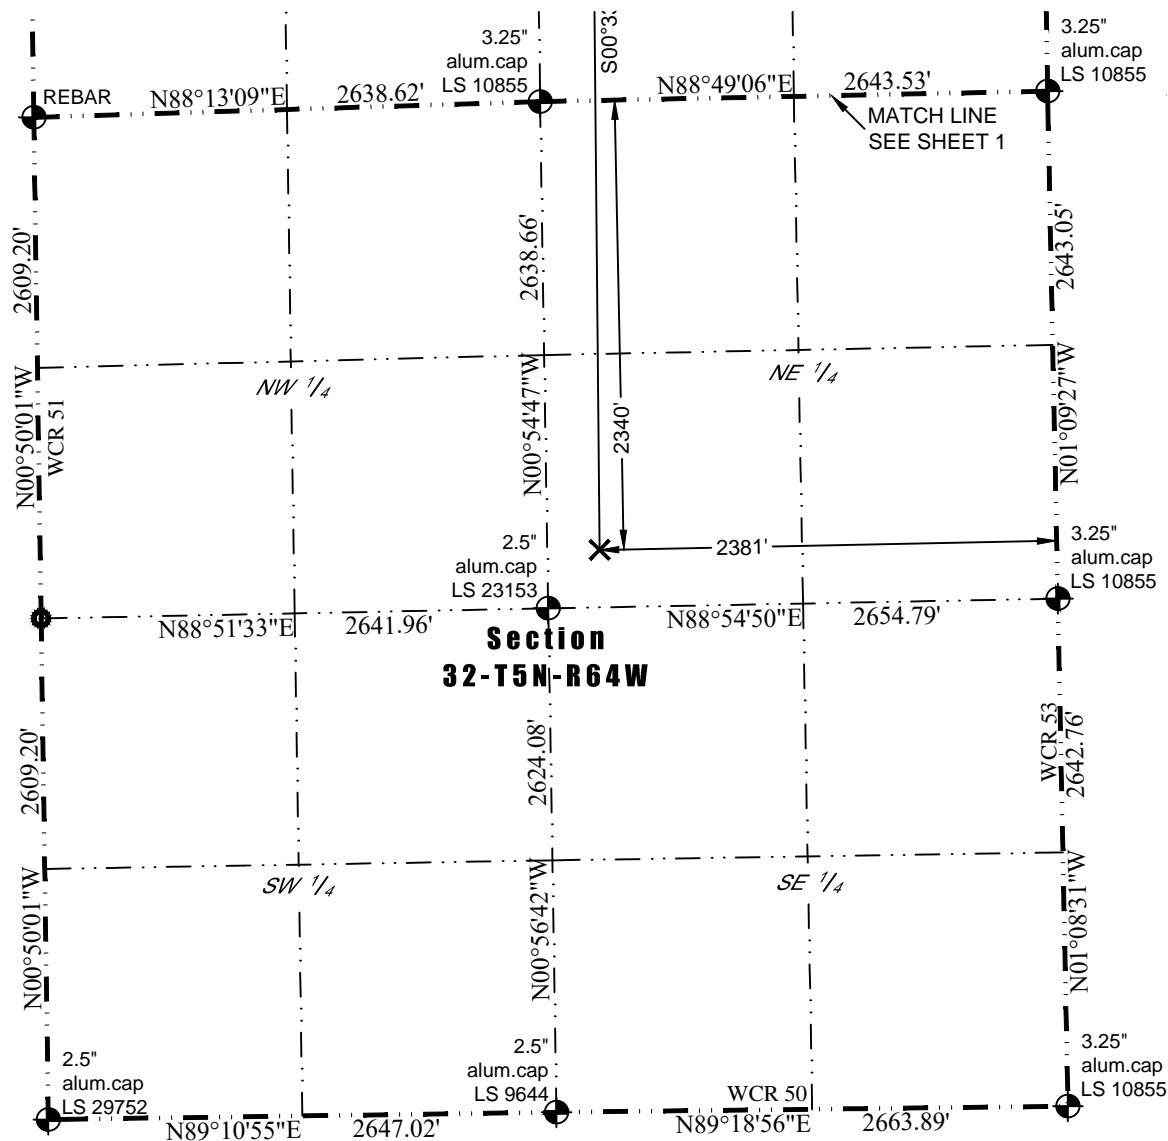 S00°33
3.25"
alum.cap
LS 10855
3.25"
alum.cap
LS 10855
REBAR
N88°13'09"E
2638.62'
N88°49'06"E
2643.53'
MATCH LINE
SEE SHEET 1
2609.20'
2638.66'
2643.05'
NW 1/4
NE 1/4
N00°50'01"W
WCR 51
N00°54'47"W
2340'
N01°09'27"W
2.5"
alum.cap
LS 23153
2381'
3.25"
alum.cap
LS 10855
N88°51'33"E
2641.96'
N88°54'50"E
2654.79'
Section
32-T5N-R64W
2609.20'
2624.08'
WCR 53
2642.76'
SW 1/4
SE 1/4
N00°50'01"W
N00°56'42"W
N01°08'31"W
2.5"
alum.cap
LS 29752
2.5"
alum.cap
LS 9644
WCR 50
3.25"
alum.cap
LS 10855
N89°10'55"E
2647.02'
N89°18'56"E
2663.89'